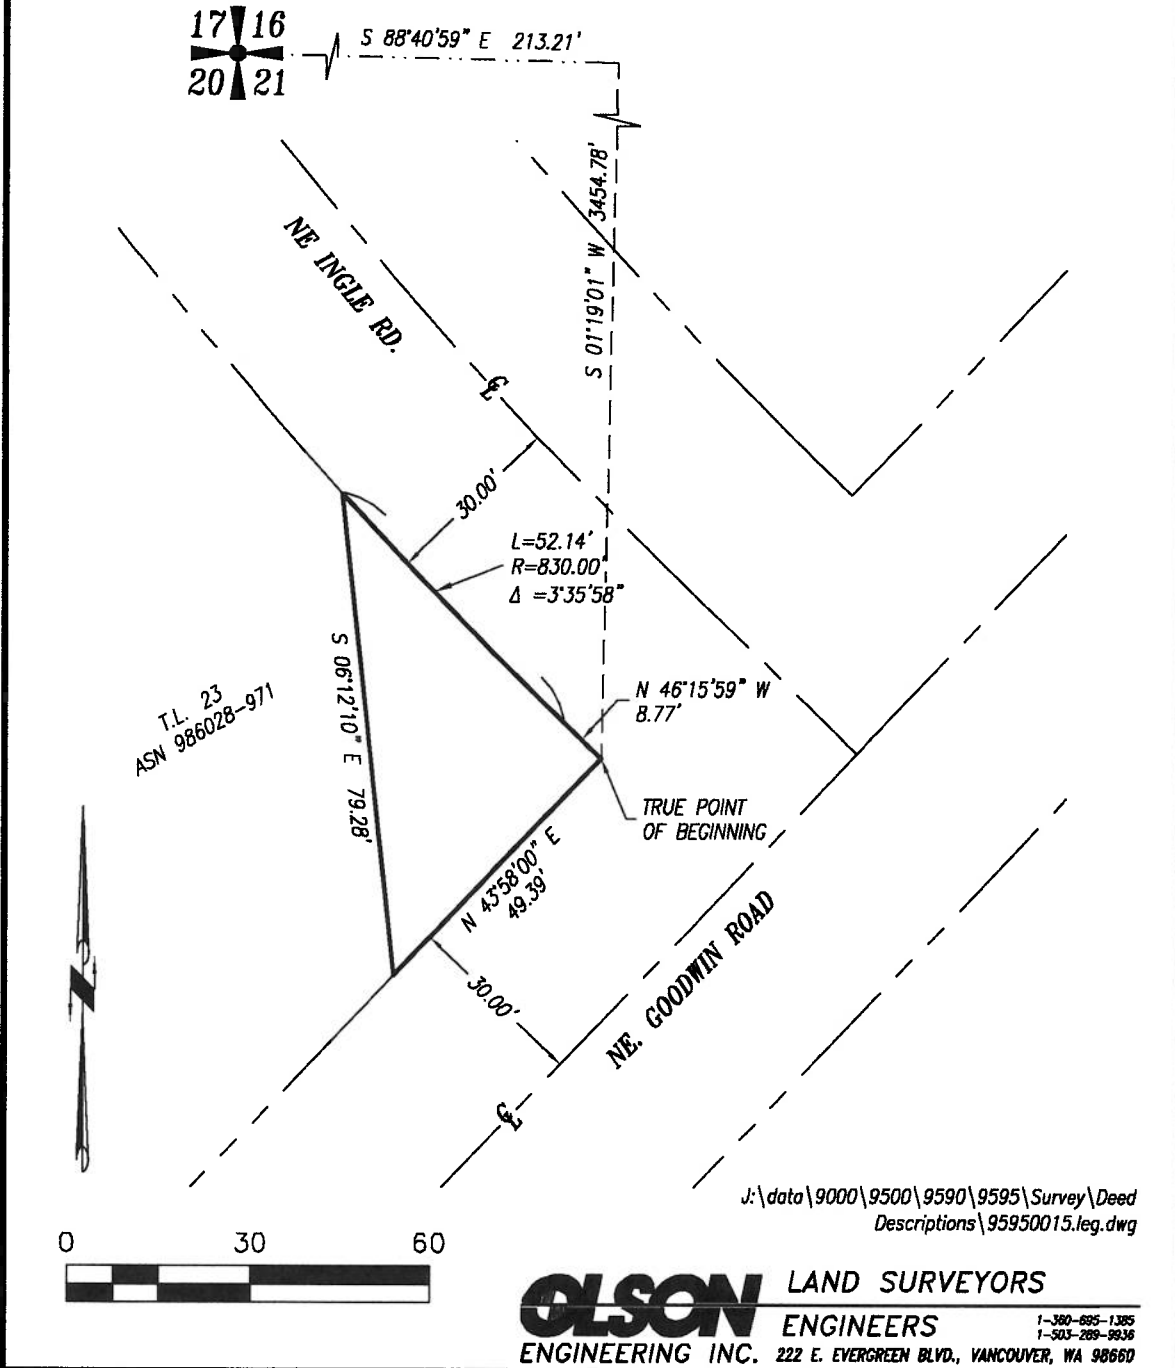 17 16
20 21
S 88°40'59" E 213.21'
S 01°19'01" W 3454.78'
NE INGLE RD.
℄
30.00'
L=52.14'
R=830.00'
Δ =3°35'58"
S 06°12'10" E 79.28'
T.L. 23
ASN 986028-971
N 46°15'59" W
8.77'
TRUE POINT
OF BEGINNING
N 43°58'00" E
49.39'
30.00'
NE. GOODWIN ROAD
℄
J:\data\9000\9500\9590\9595\Survey\Deed
Descriptions\95950015.leg.dwg
0 30 60
OLSON
ENGINEERING INC.
LAND SURVEYORS
ENGINEERS
1-360-695-1385
1-503-289-9936
222 E. EVERGREEN BLVD., VANCOUVER, WA 98660